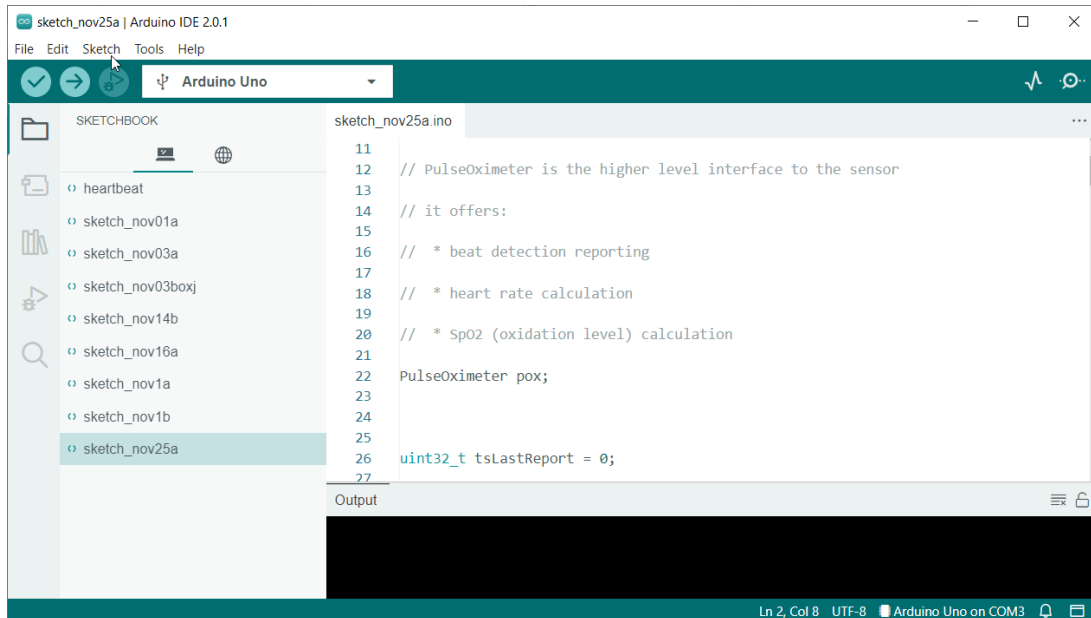 sketch_nov25a | Arduino IDE 2.0.1
File Edit Sketch Tools Help
Arduino Uno
SKETCHBOOK
heartbeat
sketch_nov01a
sketch_nov03a
sketch_nov03boxj
sketch_nov14b
sketch_nov16a
sketch_nov1a
sketch_nov1b
sketch_nov25a
sketch_nov25a.ino
11
12 // PulseOximeter is the higher level interface to the sensor
13
14 // it offers:
15
16 //  * beat detection reporting
17
18 //  * heart rate calculation
19
20 //  * SpO2 (oxidation level) calculation
21
22 PulseOximeter pox;
23
24
25
26 uint32_t tsLastReport = 0;
27
Output
Ln 2, Col 8 UTF-8 Arduino Uno on COM3